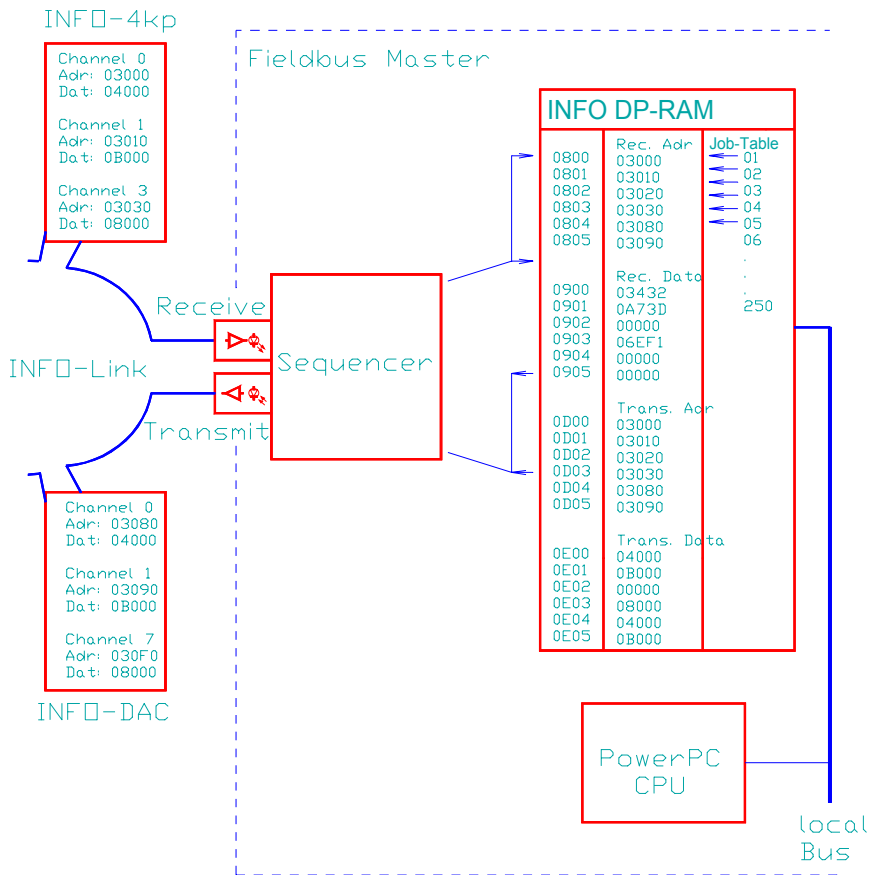 INFO-4kp
Channel 0
Adr: 03000
Dat: 04000
Channel 1
Adr: 03010
Dat: 0B000
Channel 3
Adr: 03030
Dat: 08000
Fieldbus Master
INFO DP-RAM
Rec. Adr Job-Table
0800 03000 01
0801 03010 02
0802 03020 03
0803 03030 04
0804 03080 05
0805 03090 06
.
.
.
250
Rec. Data
0900 03432
0901 0A73D
0902 00000
0903 06EF1
0904 00000
0905 00000
Trans. Adr
0D00 03000
0D01 03010
0D02 03020
0D03 03030
0D04 03080
0D05 03090
Trans. Data
0E00 04000
0E01 0B000
0E02 00000
0E03 08000
0E04 04000
0E05 0B000
Receive
Sequencer
INFO-Link
Transmit
Channel 0
Adr: 03080
Dat: 04000
Channel 1
Adr: 03090
Dat: 0B000
Channel 7
Adr: 030F0
Dat: 08000
INFO-DAC
PowerPC
CPU
local
Bus